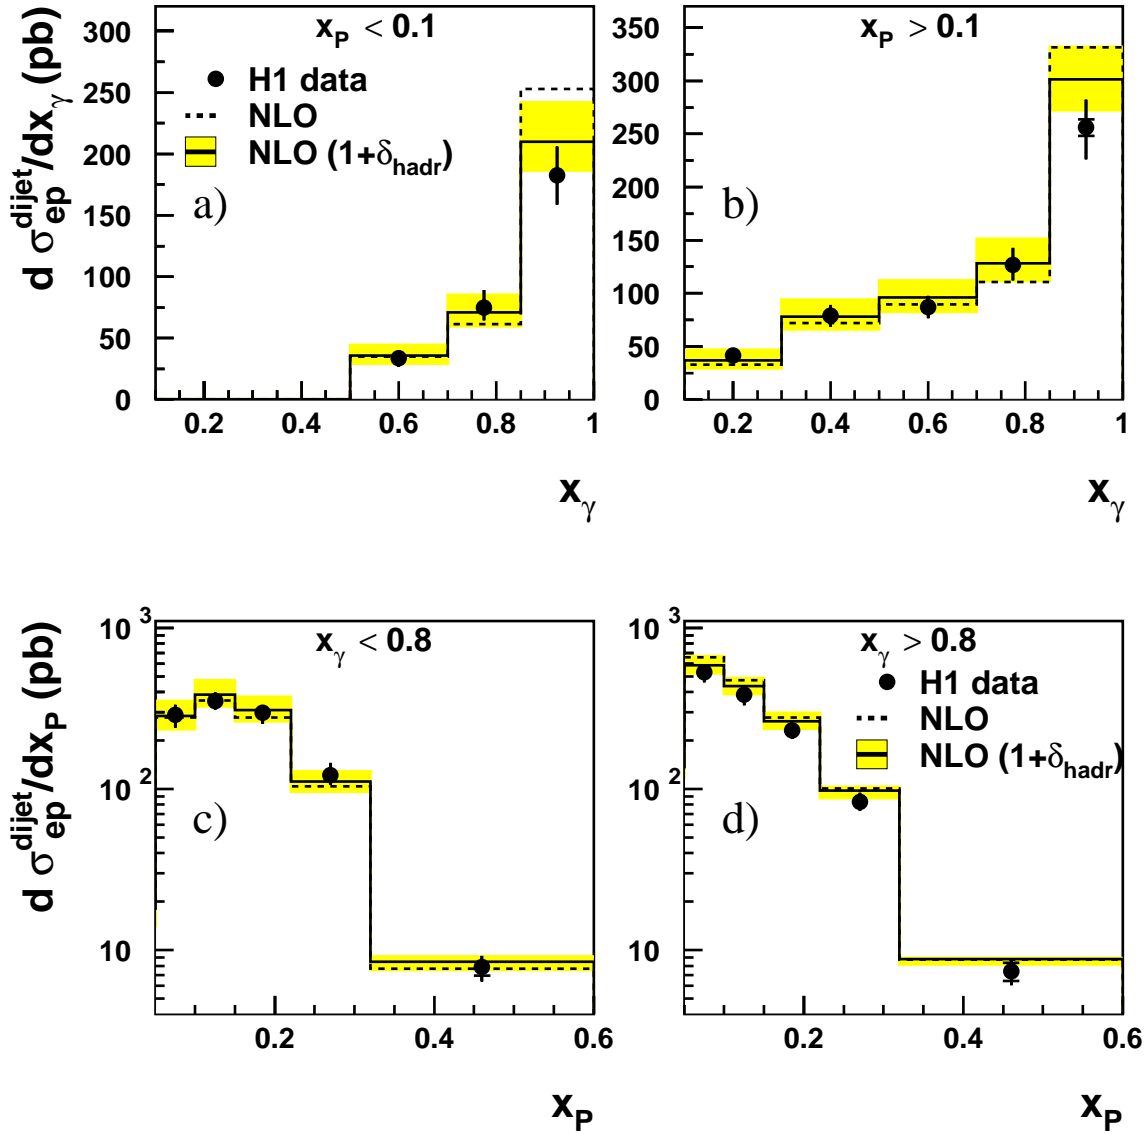 d σ_ep^dijet/dx_γ (pb)
x_P < 0.1
H1 data
NLO
NLO (1+δ_hadr)
a)
300
250
200
150
100
50
0
0.2 0.4 0.6 0.8 1
x_γ
x_P > 0.1
b)
350
300
250
200
150
100
50
0
0.2 0.4 0.6 0.8 1
x_γ
d σ_ep^dijet/dx_P (pb)
x_γ < 0.8
c)
10^3
10^2
10
0.2 0.4 0.6
x_P
x_γ > 0.8
H1 data
NLO
NLO (1+δ_hadr)
d)
10^3
10^2
10
0.2 0.4 0.6
x_P